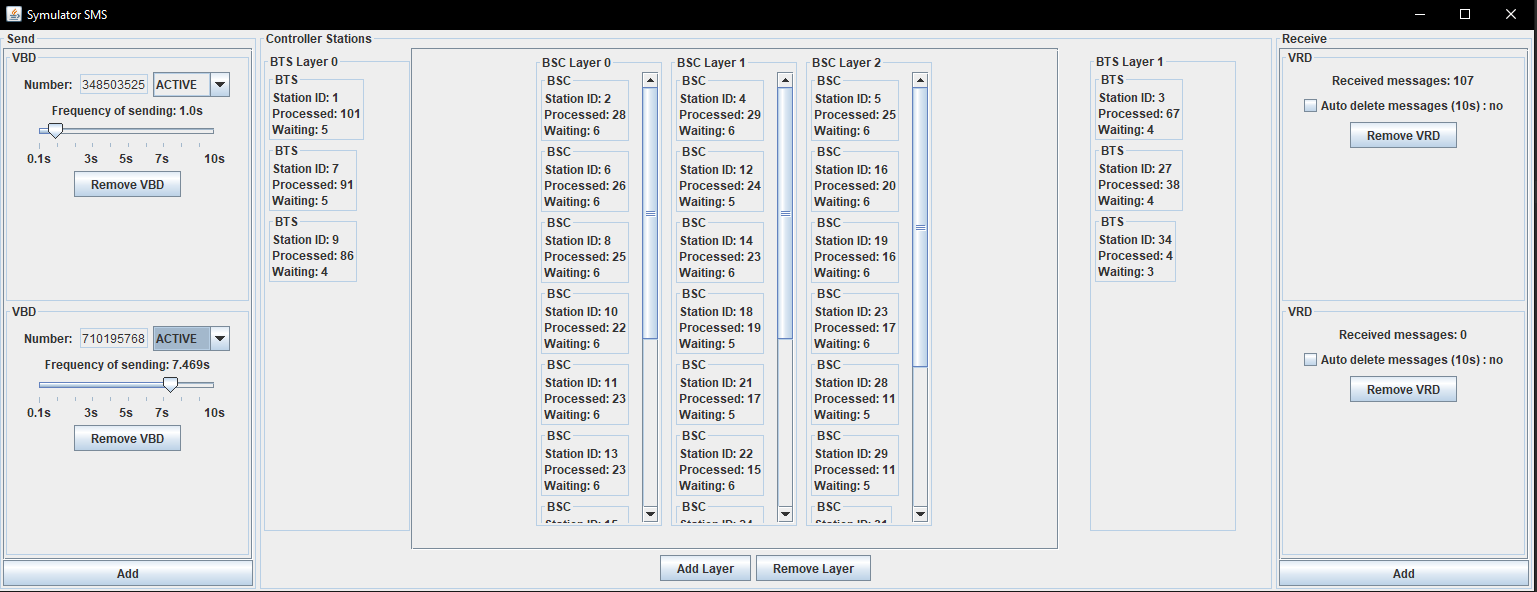 Symulator SMS
Send
VBD
Number: 348503525 ACTIVE
Frequency of sending: 1.0s
0.1s 3s 5s 7s 10s
Remove VBD
VBD
Number: 710195768 ACTIVE
Frequency of sending: 7.469s
0.1s 3s 5s 7s 10s
Remove VBD
Add
Controller Stations
BTS Layer 0
BTS
Station ID: 1
Processed: 101
Waiting: 5
BTS
Station ID: 7
Processed: 91
Waiting: 5
BTS
Station ID: 9
Processed: 86
Waiting: 4
BSC Layer 0
BSC
Station ID: 2
Processed: 28
Waiting: 6
BSC
Station ID: 6
Processed: 26
Waiting: 6
BSC
Station ID: 8
Processed: 25
Waiting: 6
BSC
Station ID: 10
Processed: 22
Waiting: 6
BSC
Station ID: 11
Processed: 23
Waiting: 6
BSC
Station ID: 13
Processed: 23
Waiting: 6
BSC
BSC Layer 1
BSC
Station ID: 4
Processed: 29
Waiting: 6
BSC
Station ID: 12
Processed: 24
Waiting: 5
BSC
Station ID: 14
Processed: 23
Waiting: 6
BSC
Station ID: 18
Processed: 19
Waiting: 5
BSC
Station ID: 21
Processed: 17
Waiting: 5
BSC
Station ID: 22
Processed: 15
Waiting: 6
BSC
BSC Layer 2
BSC
Station ID: 5
Processed: 25
Waiting: 6
BSC
Station ID: 16
Processed: 20
Waiting: 6
BSC
Station ID: 19
Processed: 16
Waiting: 6
BSC
Station ID: 23
Processed: 17
Waiting: 6
BSC
Station ID: 28
Processed: 11
Waiting: 5
BSC
Station ID: 29
Processed: 11
Waiting: 5
BSC
BTS Layer 1
BTS
Station ID: 3
Processed: 67
Waiting: 4
BTS
Station ID: 27
Processed: 38
Waiting: 4
BTS
Station ID: 34
Processed: 4
Waiting: 3
Add Layer Remove Layer
Receive
VRD
Received messages: 107
Auto delete messages (10s) : no
Remove VRD
VRD
Received messages: 0
Auto delete messages (10s) : no
Remove VRD
Add